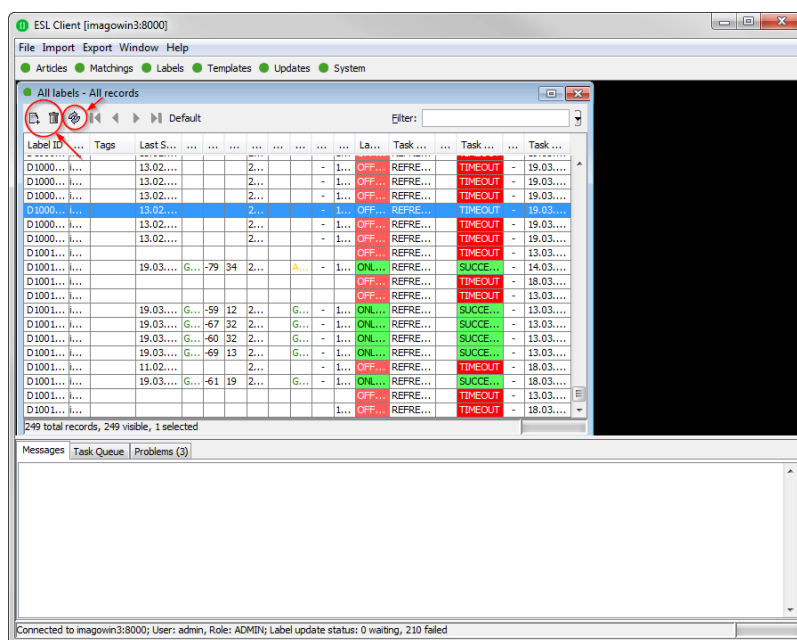 ESL Client [imagowin3:8000]
File Import Export Window Help
Articles Matchings Labels Templates Updates System
All labels - All records
Default Filter:
Label ID ... Tags Last S... ... ... ... ... ... ... ... ... La... Task ... ... Task ... ... Task ...
D1000... i... 13.02.... 2... - 1... OFF... REFRE... TIMEOUT - 19.03....
D1000... i... 13.02.... 2... - 1... OFF... REFRE... TIMEOUT - 19.03....
D1000... i... 13.02.... 2... - 1... OFF... REFRE... TIMEOUT - 19.03....
D1000... i... 13.02.... 2... - 1... OFF... REFRE... TIMEOUT - 19.03....
D1000... i... 13.02.... 2... - 1... OFF... REFRE... TIMEOUT - 19.03....
D1000... i... 13.02.... 2... - 1... OFF... REFRE... TIMEOUT - 19.03....
D1001... i... OFF... REFRE... TIMEOUT - 13.03....
D1001... i... 19.03.... G... -79 34 2... A... - 1... ONL... REFRE... SUCCE... - 14.03....
D1001... i... OFF... REFRE... TIMEOUT - 18.03....
D1001... i... OFF... REFRE... TIMEOUT - 13.03....
D1001... i... 19.03.... G... -59 12 2... G... - 1... ONL... REFRE... SUCCE... - 13.03....
D1001... i... 19.03.... G... -67 32 2... G... - 1... ONL... REFRE... SUCCE... - 13.03....
D1001... i... 19.03.... G... -60 32 2... G... - 1... ONL... REFRE... SUCCE... - 13.03....
D1001... i... 19.03.... G... -69 13 2... G... - 1... ONL... REFRE... SUCCE... - 13.03....
D1001... i... 11.02.... 2... - 1... OFF... REFRE... TIMEOUT - 18.03....
D1001... i... 19.03.... G... -61 19 2... G... - 1... ONL... REFRE... SUCCE... - 18.03....
D1001... i... OFF... REFRE... TIMEOUT - 13.03....
D1001... i... 1... OFF... REFRE... TIMEOUT - 18.03....
249 total records, 249 visible, 1 selected
Messages Task Queue Problems (3)
Connected to imagowin3:8000; User: admin, Role: ADMIN; Label update status: 0 waiting, 210 failed